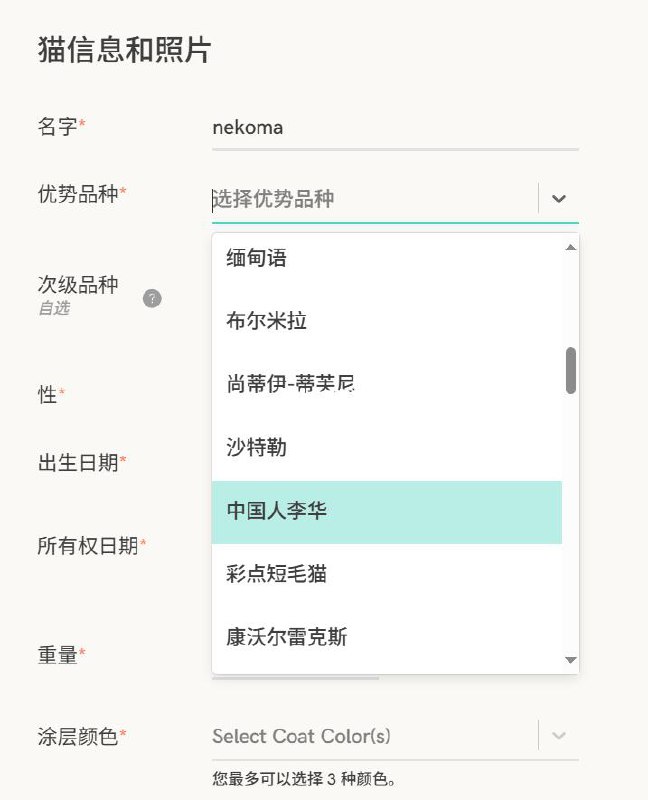 猫信息和照片
名字*
nekoma
优势品种*
选择优势品种
缅甸语
次级品种
自选
?
布尔米拉
尚蒂伊-蒂芙尼
性*
沙特勒
出生日期*
中国人李华
所有权日期*
彩点短毛猫
康沃尔雷克斯
重量*
涂层颜色*
Select Coat Color(s)
您最多可以选择 3 种颜色。